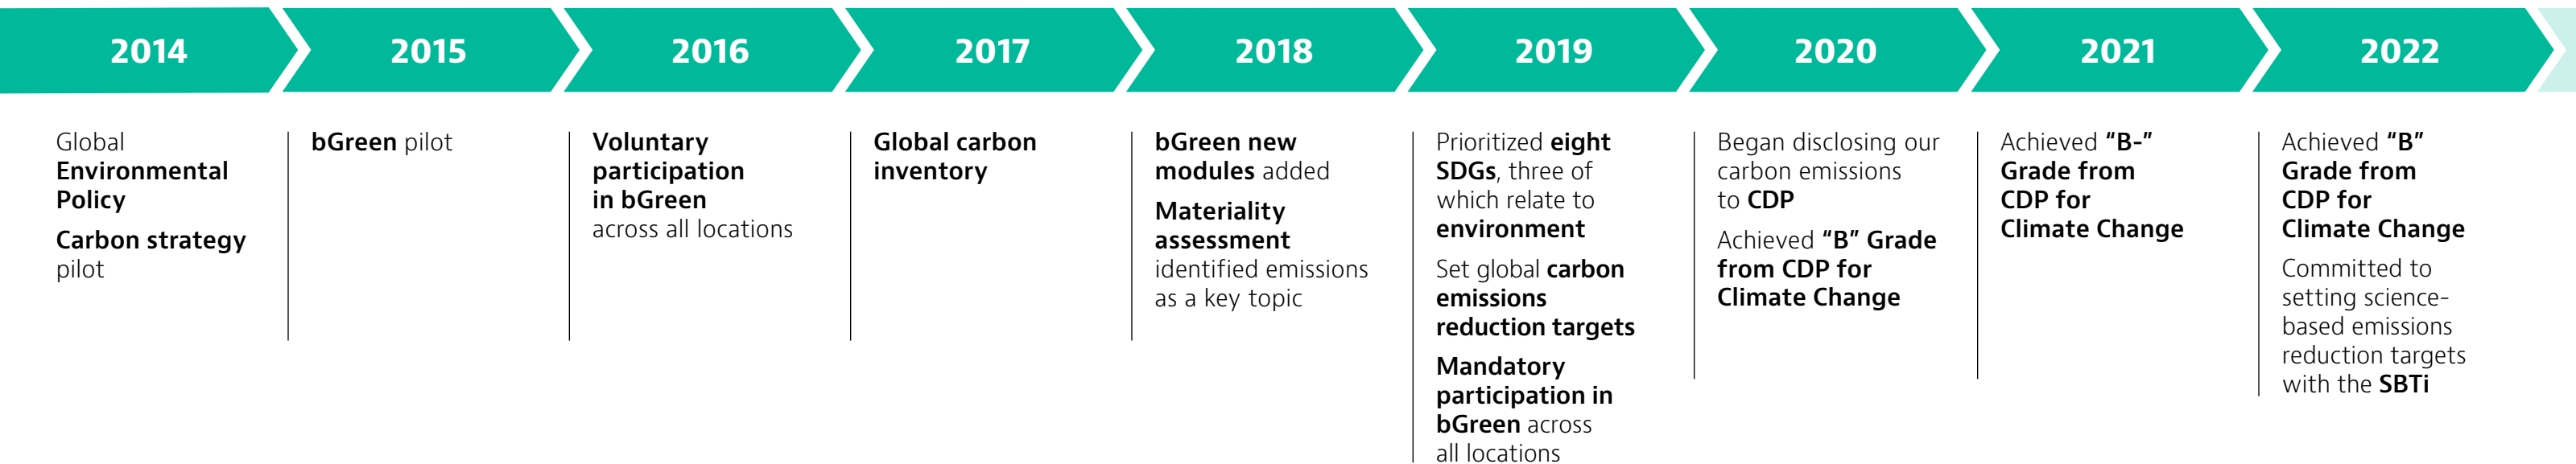 2014
2015
2016
2017
2018
2019
2020
2021
2022
Global
Environmental
Policy
Carbon strategy
pilot
bGreen pilot
Voluntary
participation
in bGreen
across all locations
Global carbon
inventory
bGreen new
modules added
Materiality
assessment
identified emissions
as a key topic
Prioritized eight
SDGs, three of
which relate to
environment
Set global carbon
emissions
reduction targets
Mandatory
participation in
bGreen across
all locations
Began disclosing our
carbon emissions
to CDP
Achieved “B” Grade
from CDP for
Climate Change
Achieved “B-”
Grade from
CDP for
Climate Change
Achieved “B”
Grade from
CDP for
Climate Change
Committed to
setting science-
based emissions
reduction targets
with the SBTi